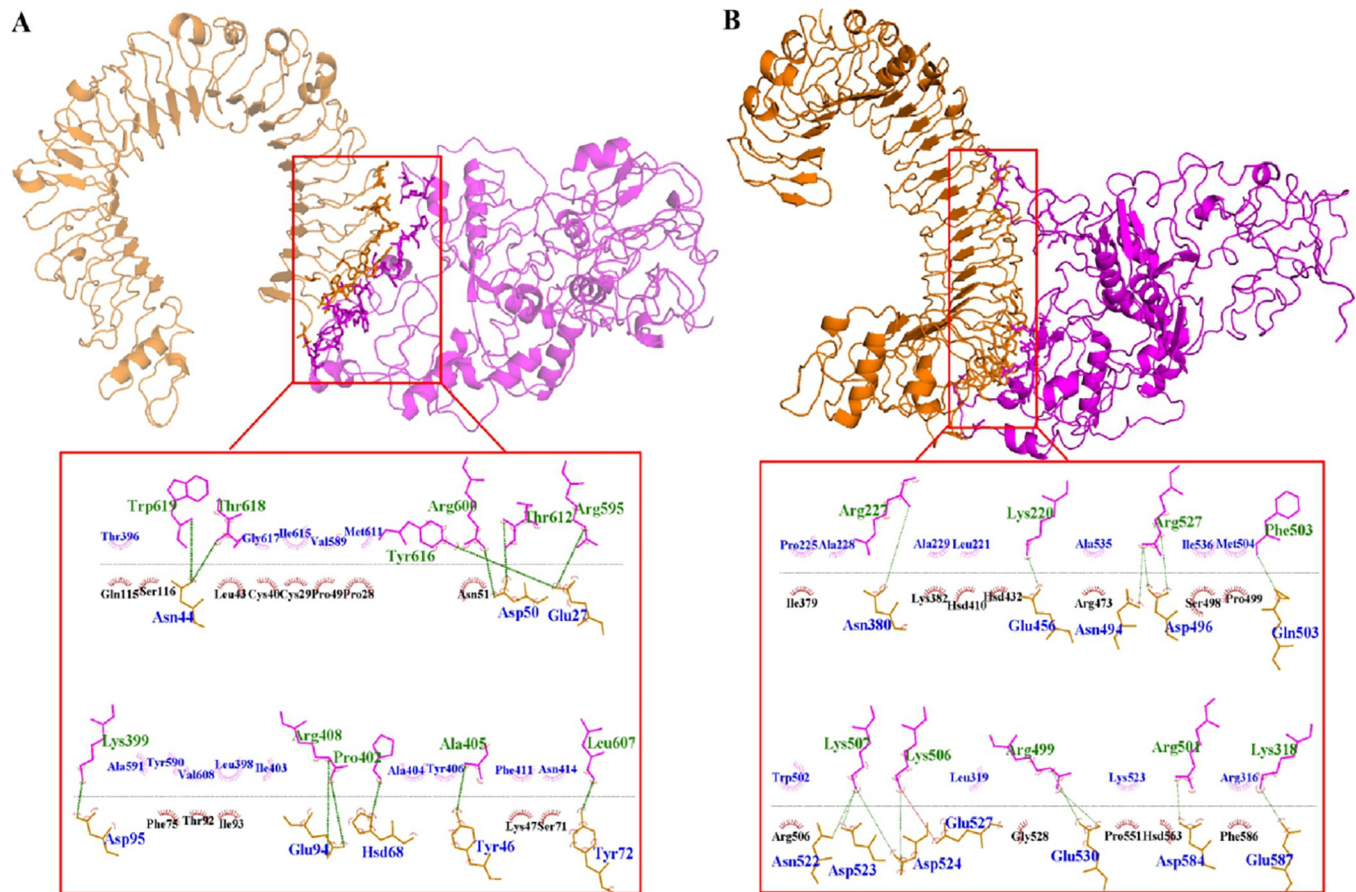 A B
Trp619 Thr618 Arg600 Thr612 Arg595
Thr396 Gly617 Ile615 Val589 Met611 Tyr616
Gln115 Ser116 Leu43 Cys40 Cys29 Pro49 Pro28 Asn51
Asn44 Asp50 Glu27
Lys399 Arg408 Pro402 Ala405 Leu607
Ala591 Tyr590 Val608 Leu398 Ile403 Ala404 Tyr406 Phe411 Asn414
Phe75 Thr92 Ile93 Lys47 Ser71
Asp95 Glu94 Hsd68 Tyr46 Tyr72
Arg227 Lys220 Arg527 Phe503
Pro225 Ala228 Ala229 Leu221 Ala535 Ile536 Met504
Ile379 Lys382 Hsd410 Hsd432 Arg473 Ser498 Pro499
Asn380 Glu456 Asn494 Asp496 Gln503
Lys507 Lys506 Arg499 Arg501 Lys318
Trp502 Leu319 Lys523 Arg316
Arg506 Glu527 Gly528 Pro551 Hsd563 Phe586
Asn522 Asp523 Asp524 Glu530 Asp584 Glu587